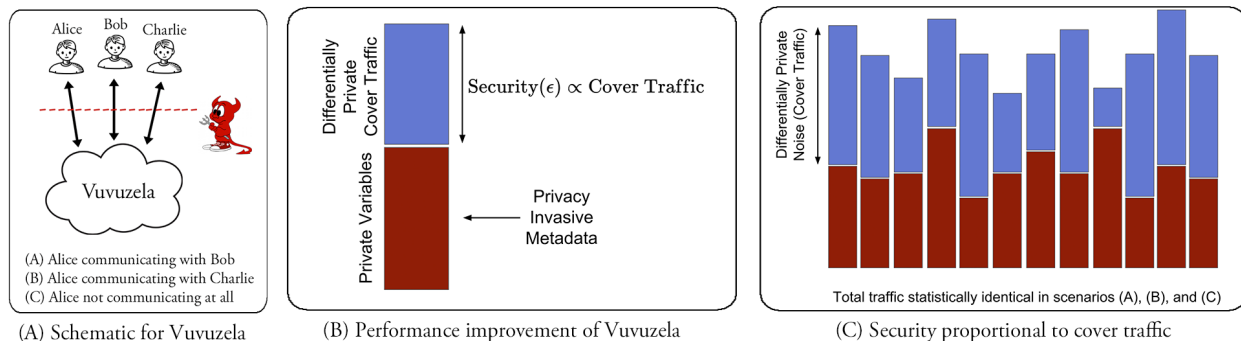 Alice
Bob
Charlie
Vuvuzela
(A) Alice communicating with Bob
(B) Alice communicating with Charlie
(C) Alice not communicating at all
(A) Schematic for Vuvuzela
Differentially
Private
Cover Traffic
Security(ϵ) ∝ Cover Traffic
Private Variables
Privacy
Invasive
Metadata
(B) Performance improvement of Vuvuzela
Differentially Private
Noise (Cover Traffic)
Total traffic statistically identical in scenarios (A), (B), and (C)
(C) Security proportional to cover traffic